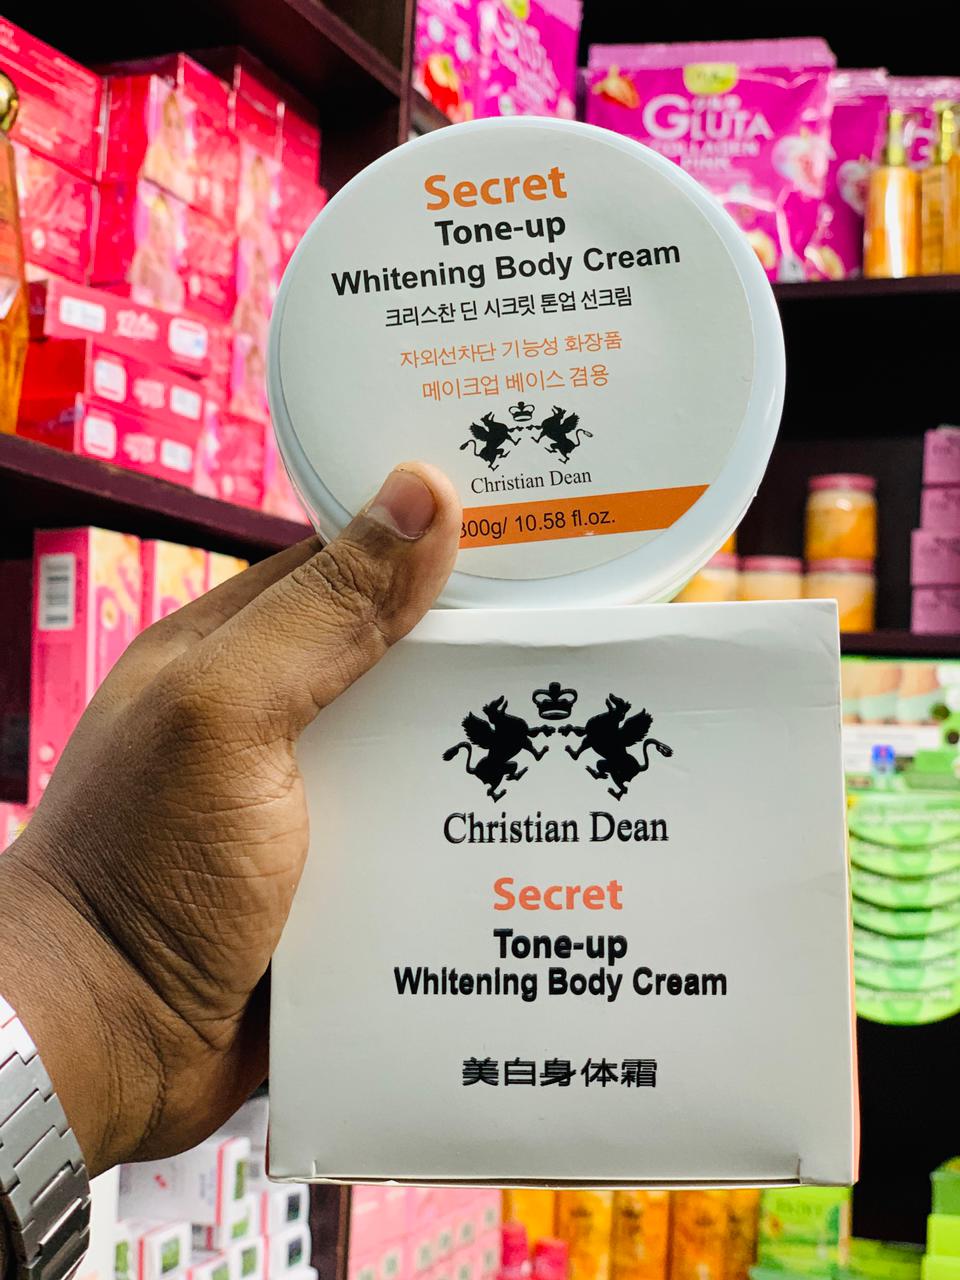 Secret
Tone-up
Whitening Body Cream
크리스찬 딘 시크릿 톤업 선크림
자외선차단 기능성 화장품
메이크업 베이스 겸용
Christian Dean
300g/ 10.58 fl.oz.
Christian Dean
Secret
Tone-up
Whitening Body Cream
美白身体霜
GLUTA
COLLAGEN